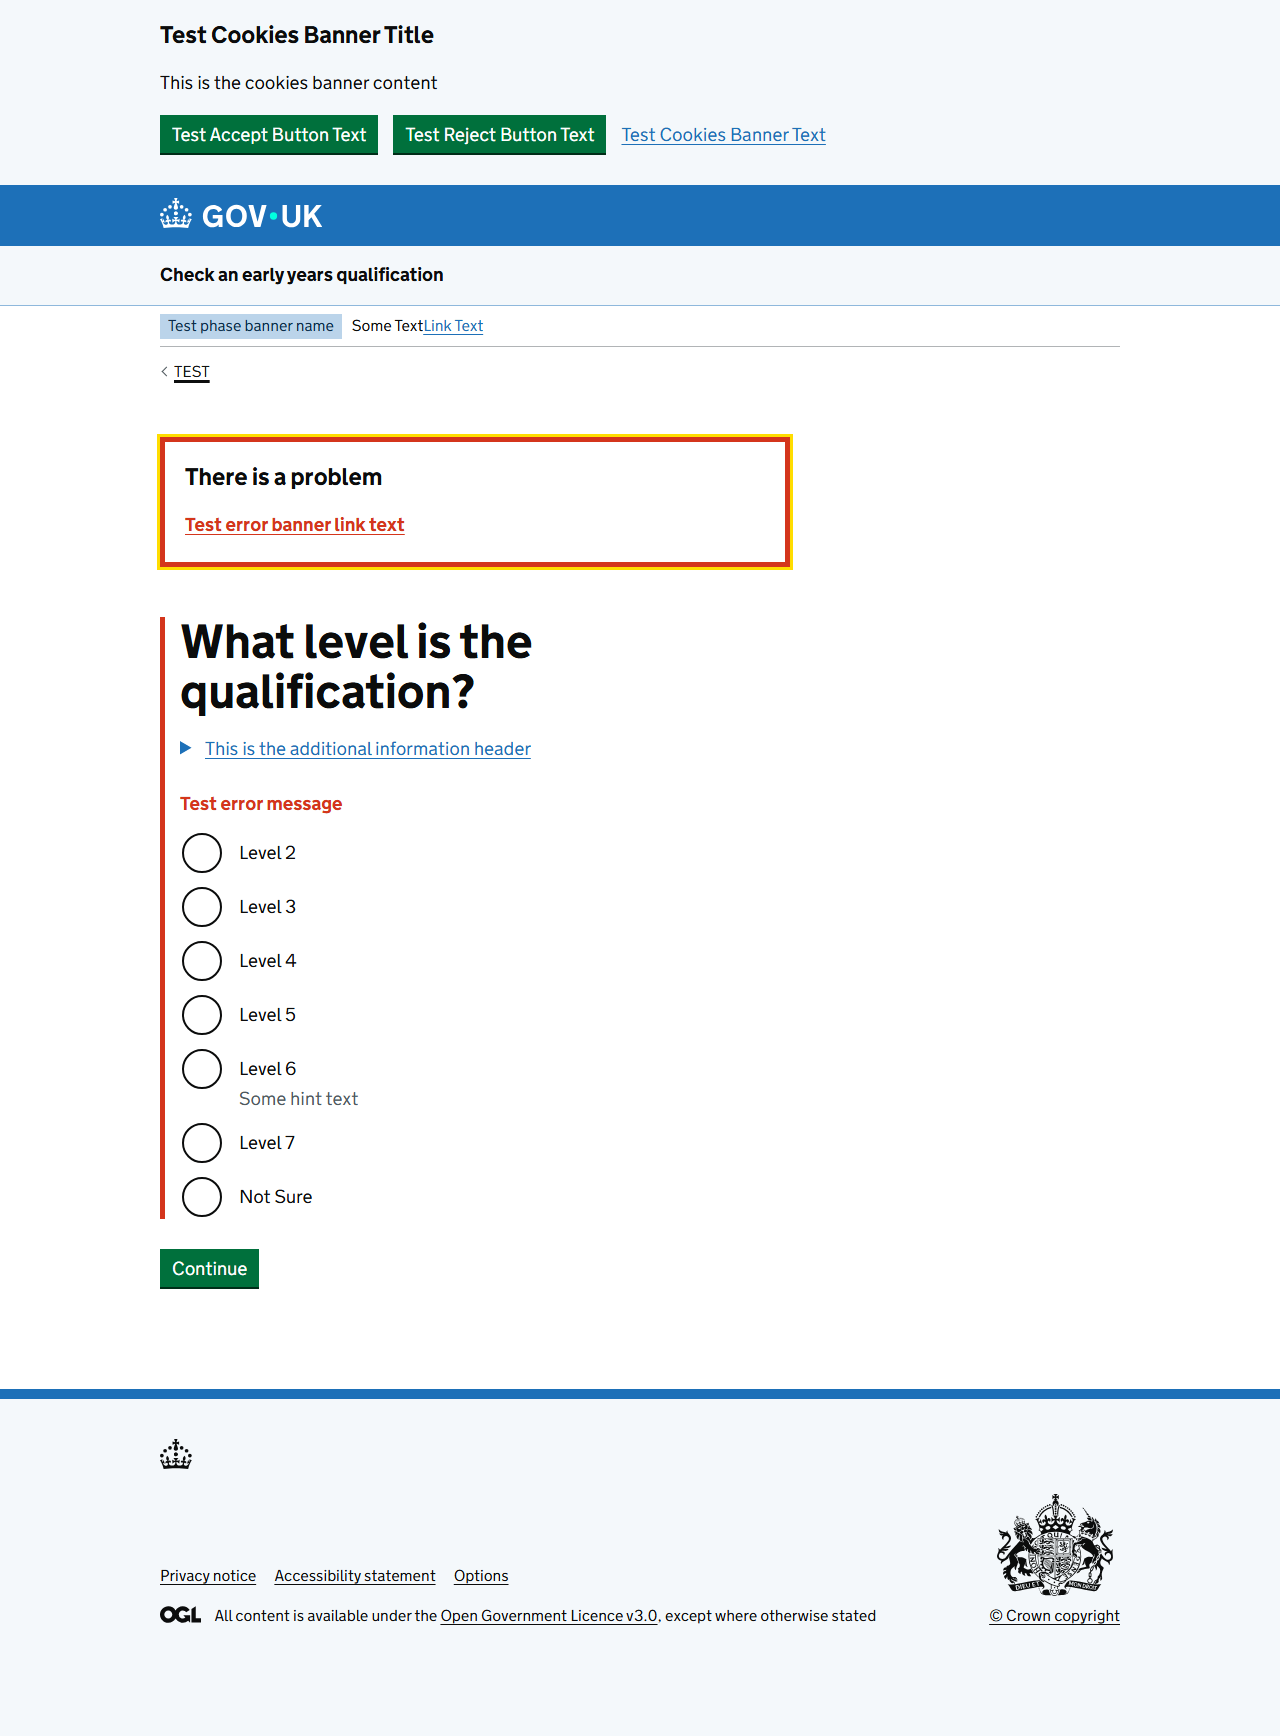 Test Cookies Banner Title
This is the cookies banner content
Test Accept Button Text Test Reject Button Text Test Cookies Banner Text
GOV·UK
Check an early years qualification
Test phase banner name Some TextLink Text
TEST
There is a problem
Test error banner link text
What level is the
qualification?
This is the additional information header
Test error message
Level 2
Level 3
Level 4
Level 5
Level 6
Some hint text
Level 7
Not Sure
Continue
Privacy notice Accessibility statement Options
OGL All content is available under the Open Government Licence v3.0, except where otherwise stated
© Crown copyright